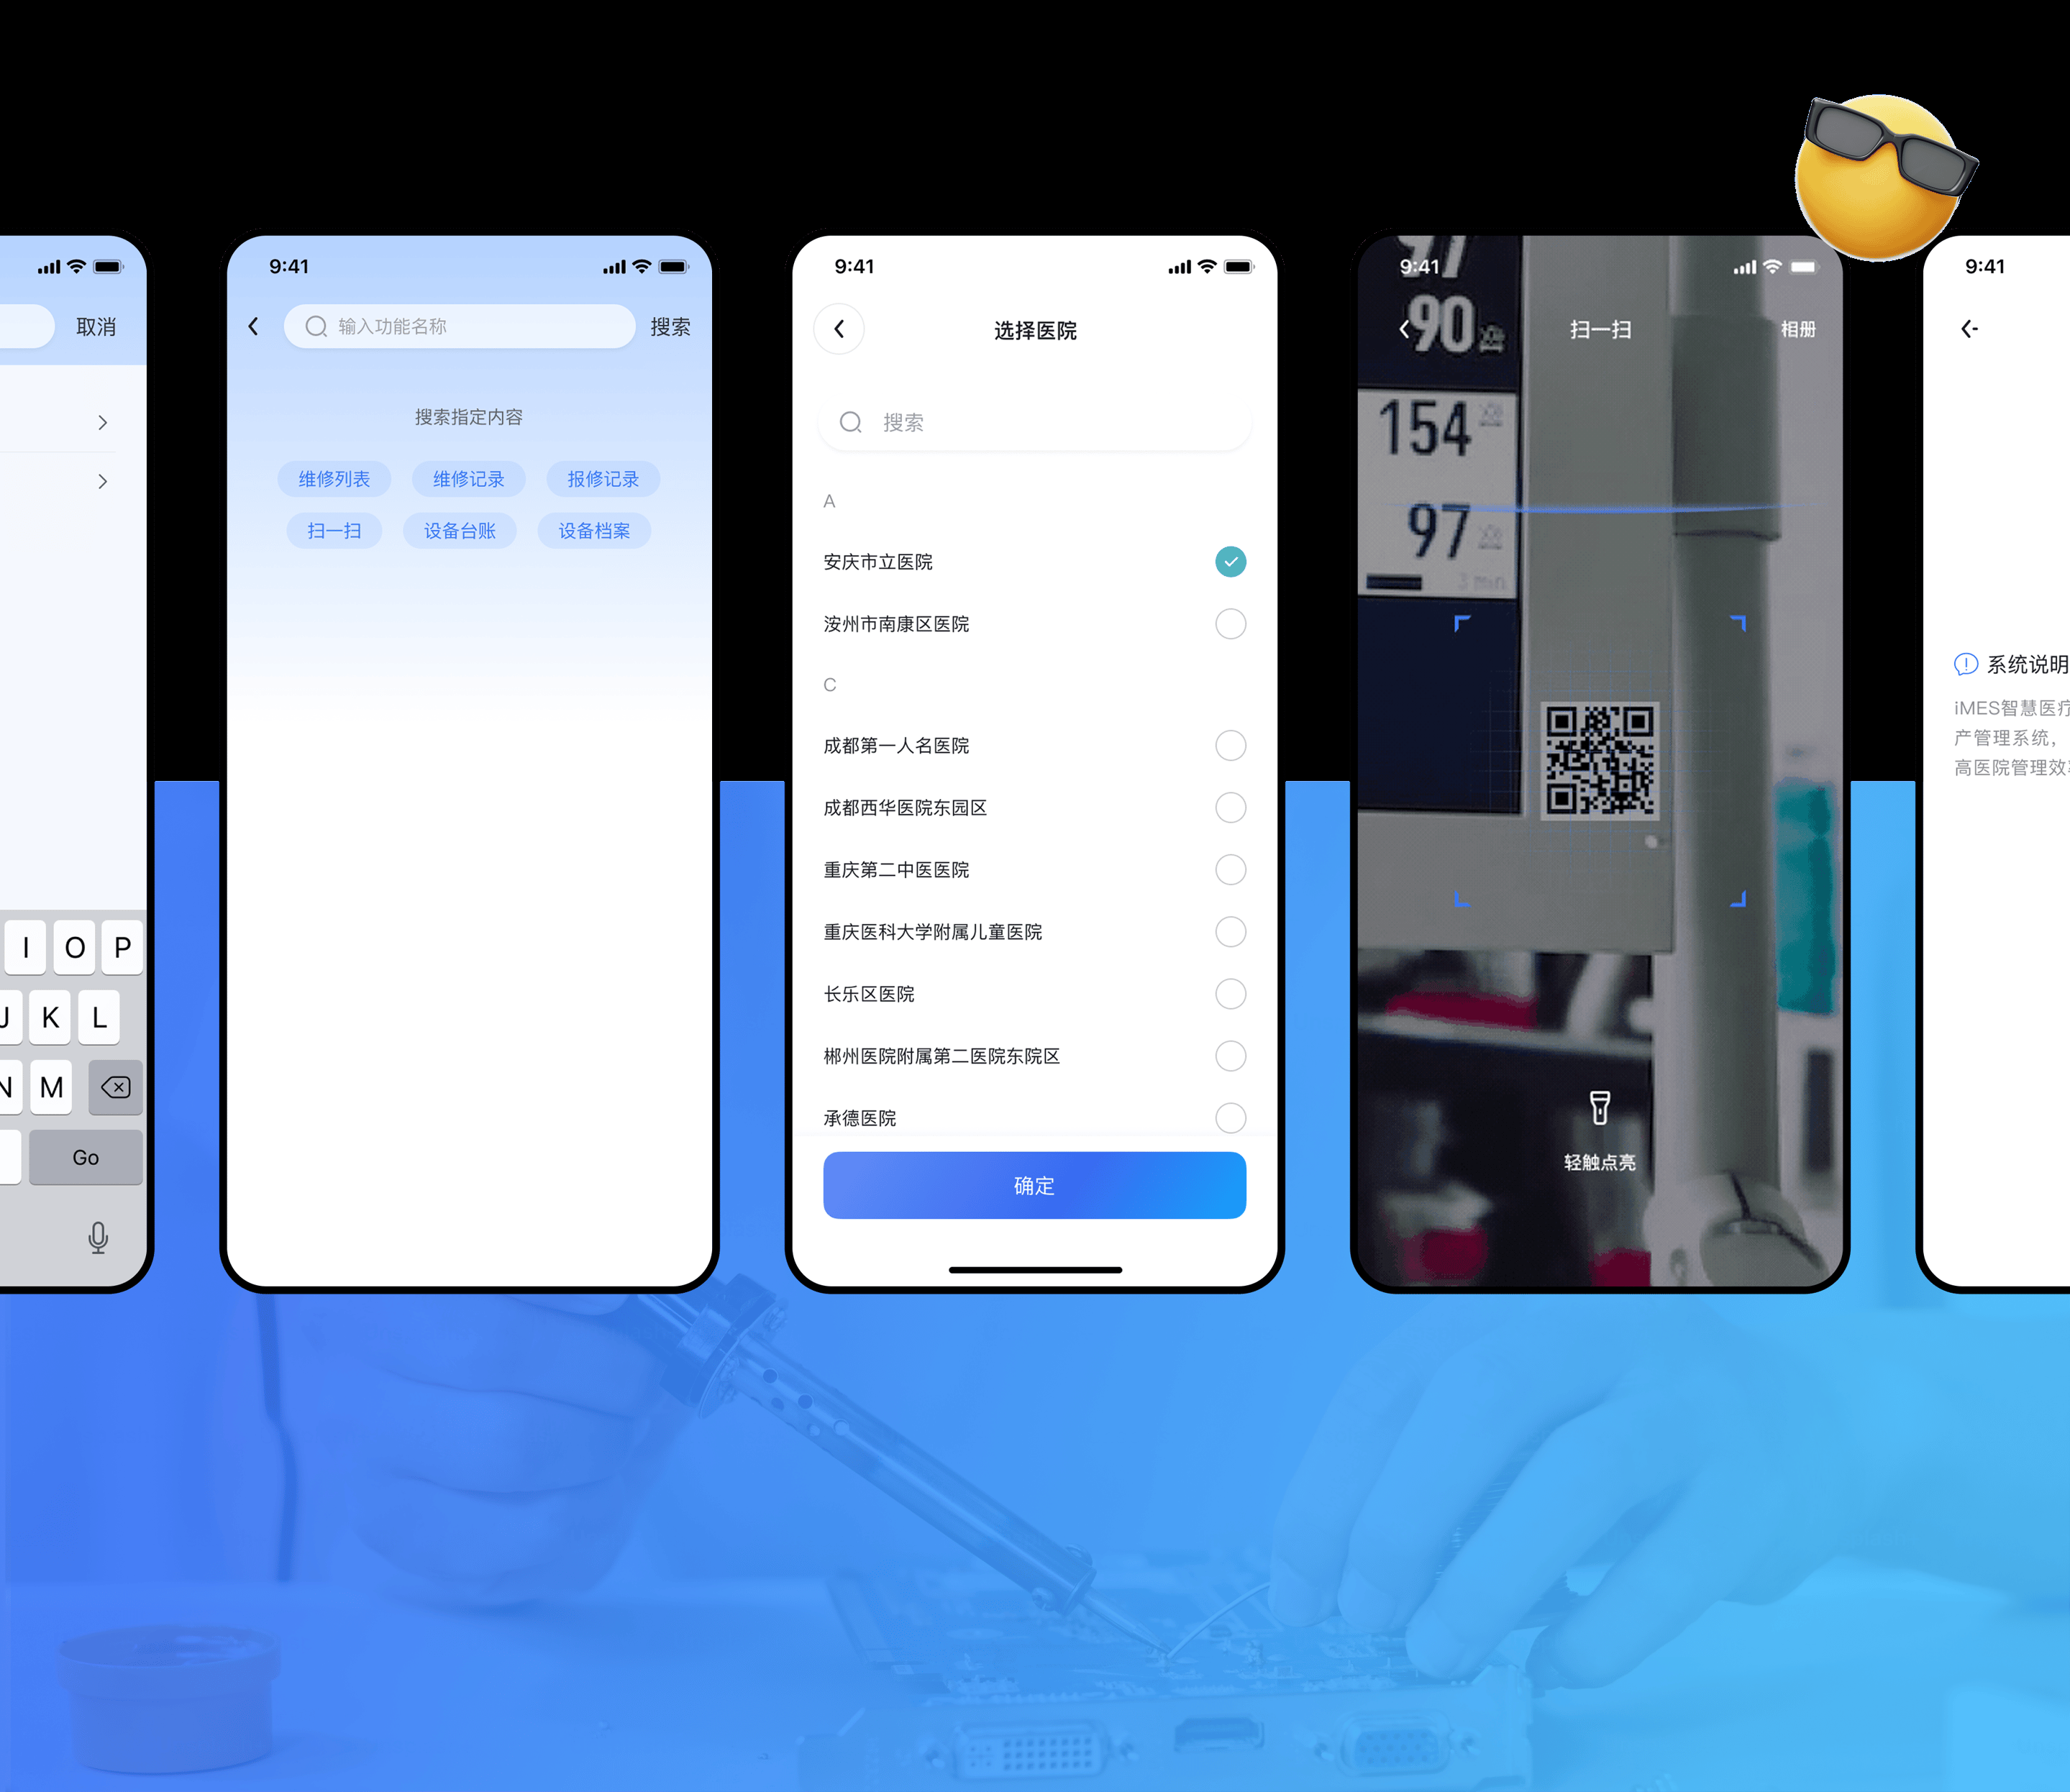 取消
I O P
J K L
N M
Go
9:41
输入功能名称
搜索
搜索指定内容
维修列表 维修记录 报修记录
扫一扫 设备台账 设备档案
9:41
选择医院
搜索
A
安庆市立医院
洝州市南康区医院
C
成都第一人名医院
成都西华医院东园区
重庆第二中医医院
重庆医科大学附属儿童医院
长乐区医院
郴州医院附属第二医院东院区
承德医院
确定
9:41
扫一扫
相册
97
90
154
97
3 min
轻触点亮
9:41
系统说明
iMES智慧医疗
产管理系统，
高医院管理效